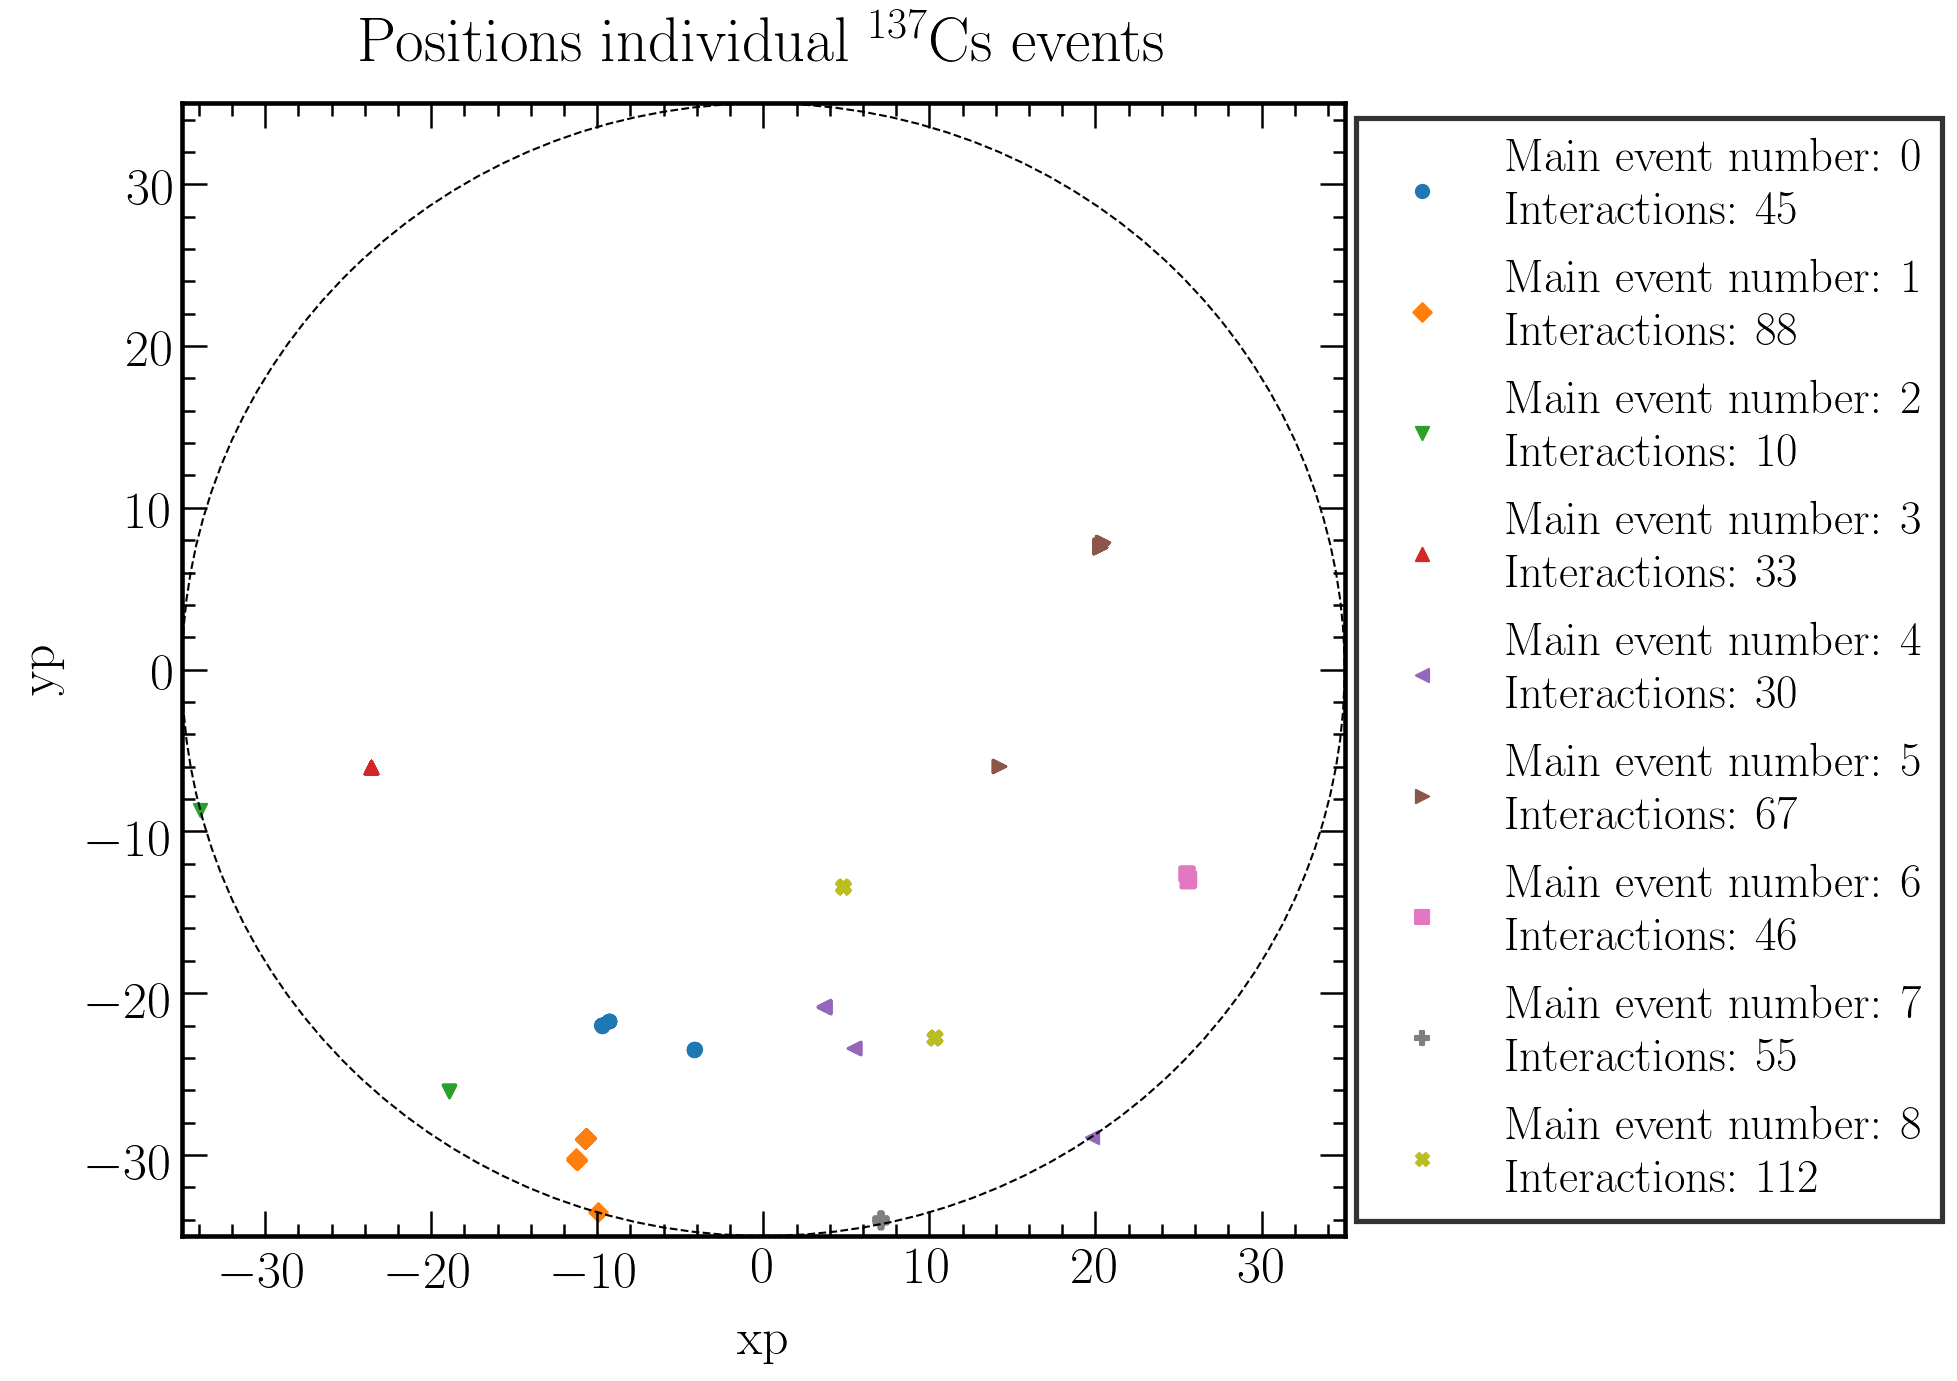 Positions individual ¹³⁷Cs events
30
20
10
0
−10
−20
−30
yp
−30
−20
−10
0
10
20
30
xp
Main event number: 0
Interactions: 45
Main event number: 1
Interactions: 88
Main event number: 2
Interactions: 10
Main event number: 3
Interactions: 33
Main event number: 4
Interactions: 30
Main event number: 5
Interactions: 67
Main event number: 6
Interactions: 46
Main event number: 7
Interactions: 55
Main event number: 8
Interactions: 112